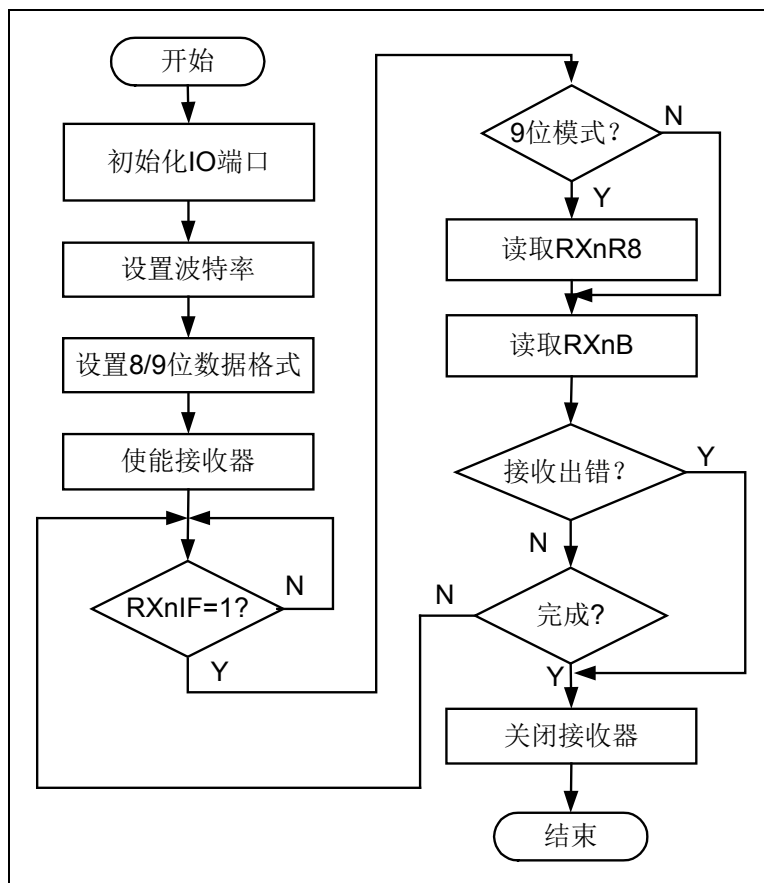 开始
初始化IO端口
设置波特率
设置8/9位数据格式
使能接收器
RXnIF=1?
N
Y
9位模式？
N
Y
读取RXnR8
读取RXnB
接收出错？
Y
N
完成？
N
Y
关闭接收器
结束